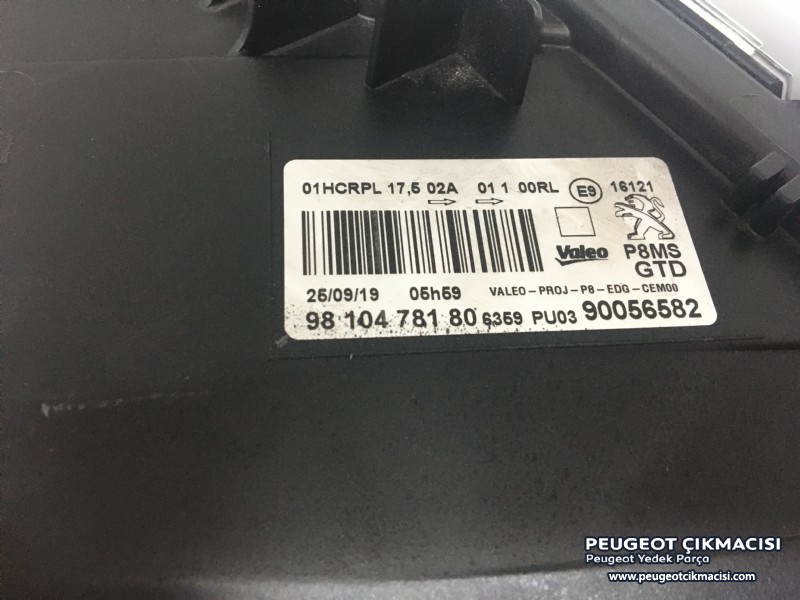 01HCRPL 17,5 02A 01 1 00RL E9 16121
Valeo P8MS
GTD
25/09/19 05h59 VALEO-PROJ-P8-EDG-CEM00
98 104 781 80 6359 PU03 90056582
PEUGEOT ÇIKMACISI
Peugeot Yedek Parça
www.peugeotcikmacisi.com